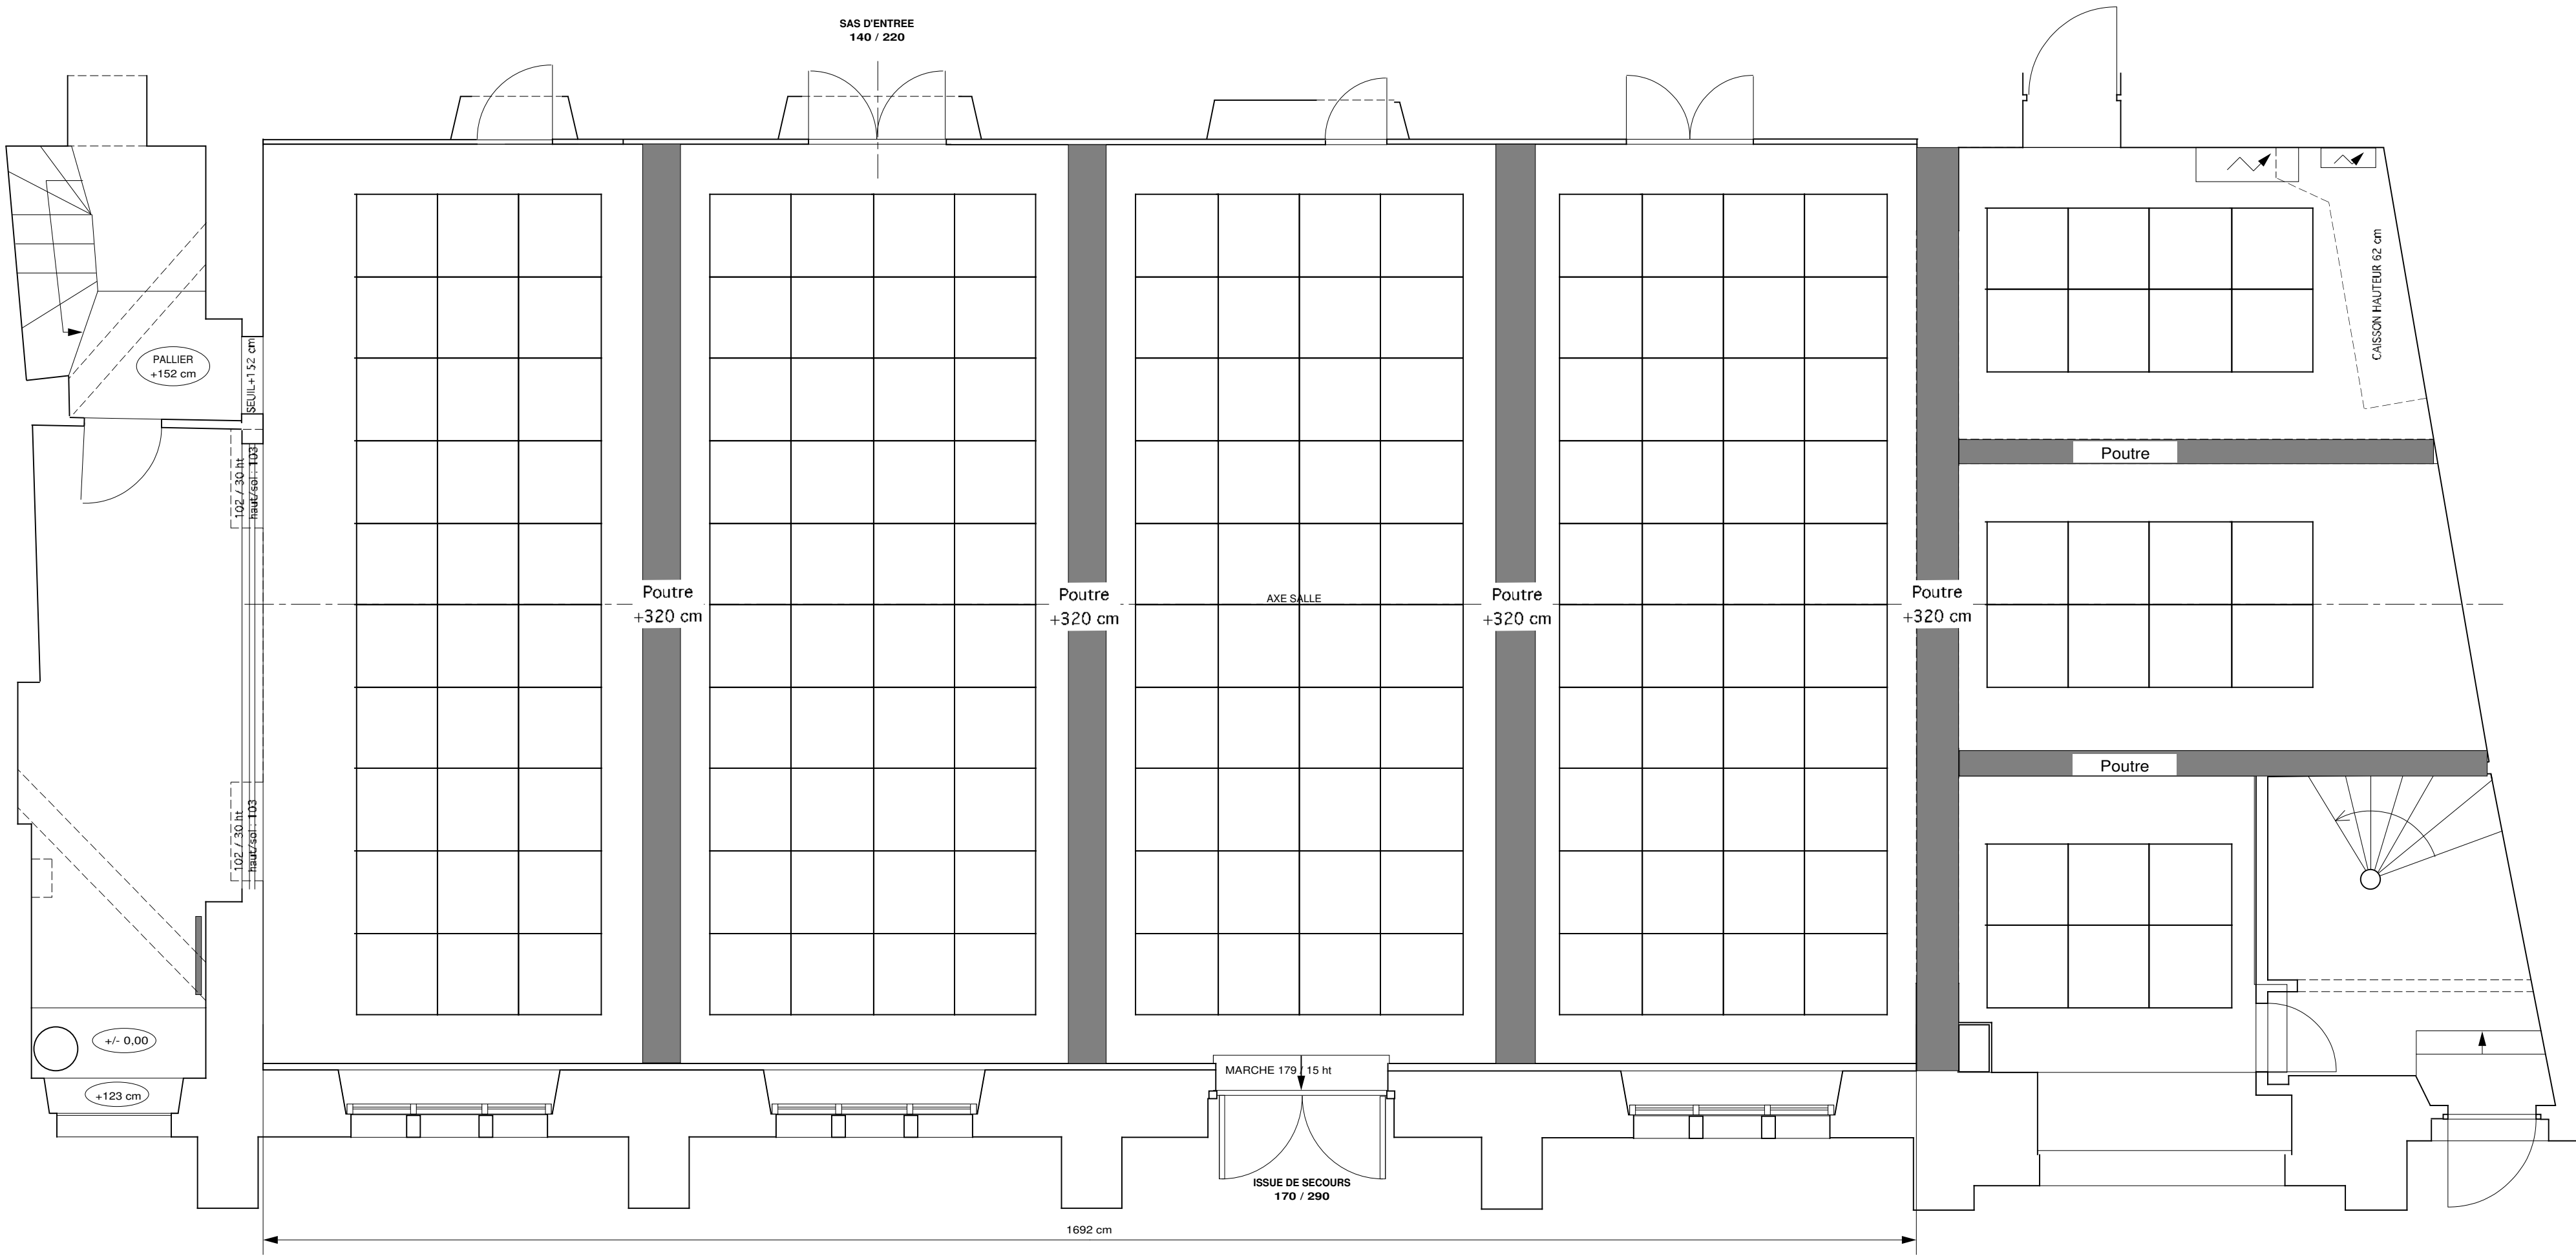 SAS D'ENTREE
140 / 220
PALLIER
+152 cm
SEUIL+152 cm
CAISSON HAUTEUR 62 cm
102 / 30 ht
haut/sol : 103
Poutre
Poutre
+320 cm
Poutre
+320 cm
AXE SALLE
Poutre
+320 cm
Poutre
+320 cm
Poutre
102 / 30 ht
haut/sol : 103
+/- 0,00
+123 cm
MARCHE 179 / 15 ht
ISSUE DE SECOURS
170 / 290
1692 cm